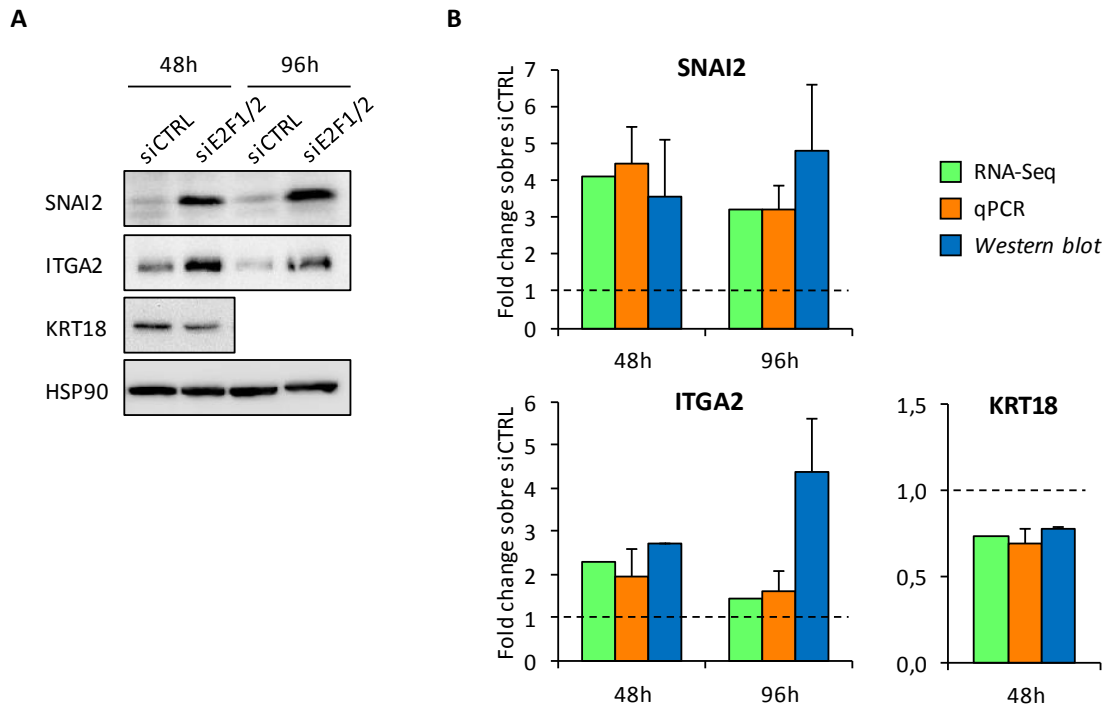 A
48h
96h
siCTRL
siE2F1/2
siCTRL
siE2F1/2
SNAI2
ITGA2
KRT18
HSP90
B
SNAI2
Fold change sobre siCTRL
7
6
5
4
3
2
1
0
48h
96h
RNA-Seq
qPCR
Western blot
ITGA2
Fold change sobre siCTRL
6
5
4
3
2
1
0
48h
96h
KRT18
1,5
1,0
0,5
0,0
48h